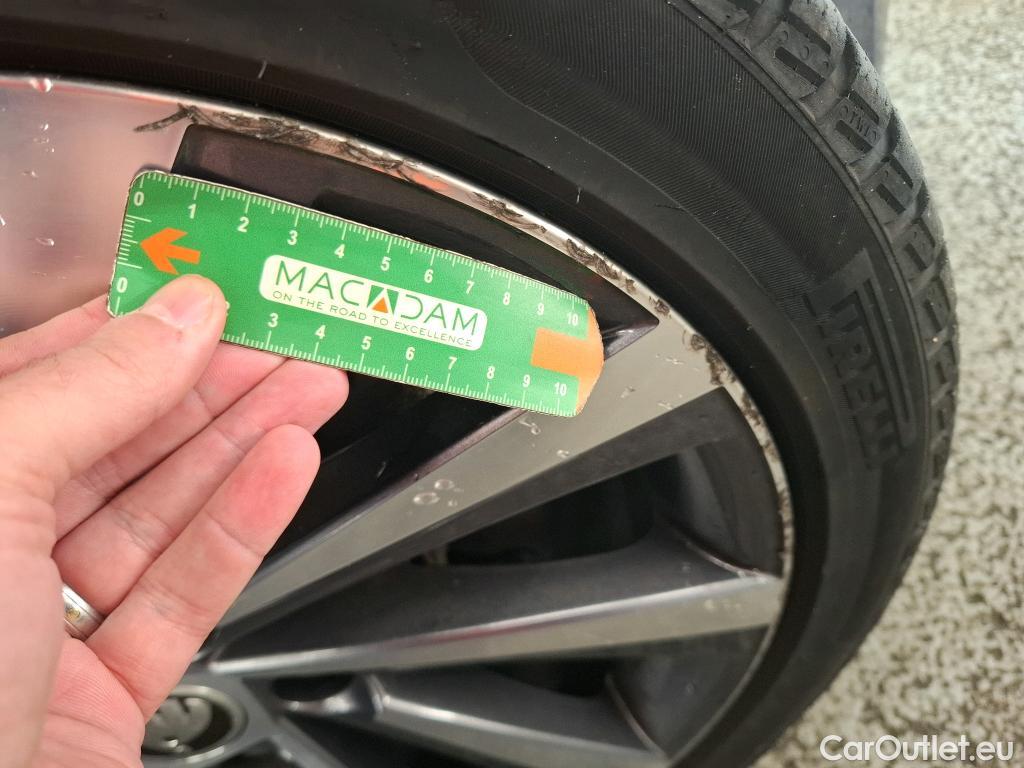 TWI
PIRELLI
0 1 2 3 4 5 6 7 8 9 10
MACADAM
ON THE ROAD TO EXCELLENCE
0 3 4 5 6 7 8 9 10
CarOutlet.eu